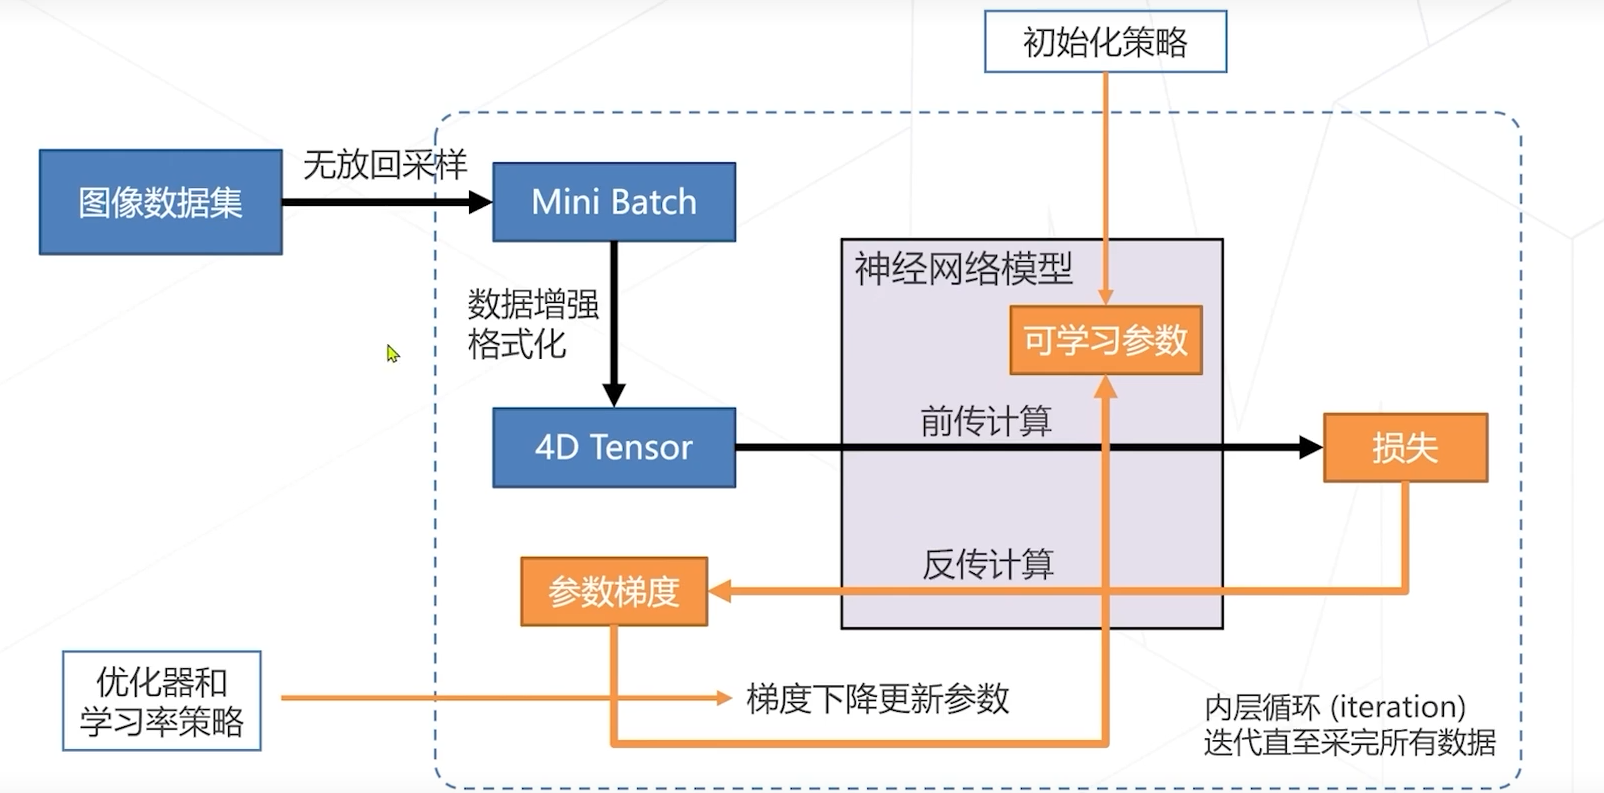 初始化策略
图像数据集
无放回采样
Mini Batch
数据增强
格式化
神经网络模型
可学习参数
4D Tensor
前传计算
损失
参数梯度
反传计算
优化器和
学习率策略
梯度下降更新参数
内层循环 (iteration)
迭代直至采完所有数据